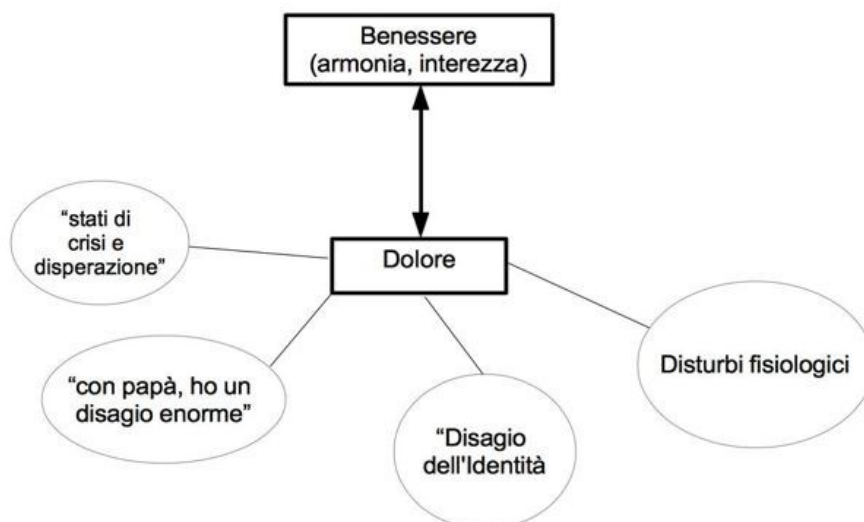 Benessere
(armonia, interezza)
“stati di
crisi e
disperazione”
Dolore
“con papà, ho un
disagio enorme”
“Disagio
dell'Identità
Disturbi fisiologici